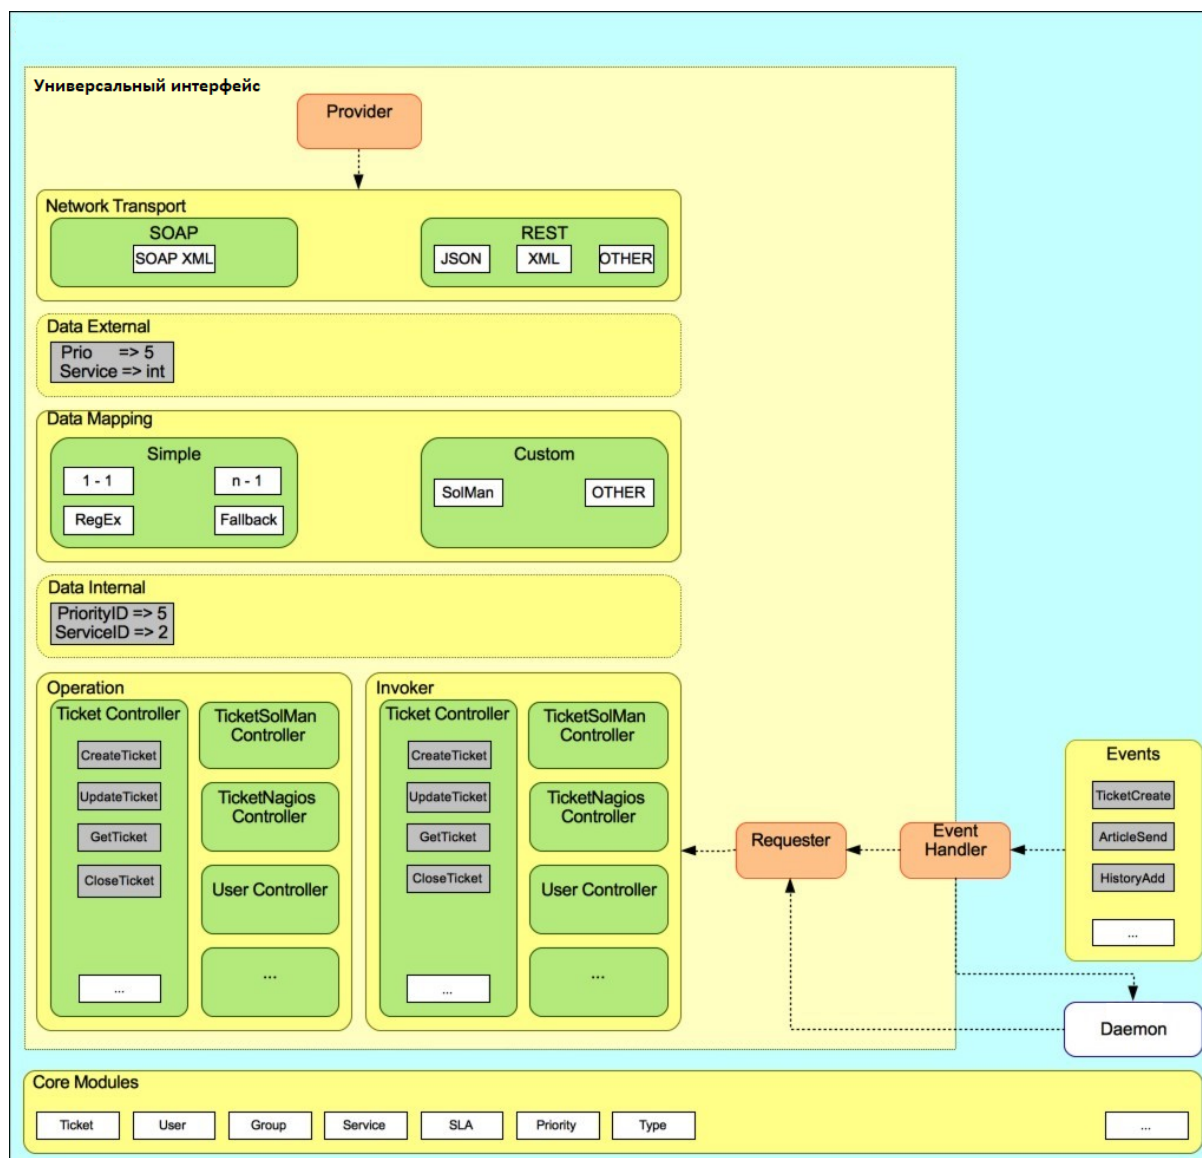 Универсальный интерфейс
Provider
Network Transport
SOAP
SOAP XML
REST
JSON
XML
OTHER
Data External
Prio => 5
Service => int
Data Mapping
Simple
1 - 1
n - 1
RegEx
Fallback
Custom
SolMan
OTHER
Data Internal
PriorityID => 5
ServiceID => 2
Operation
Ticket Controller
CreateTicket
UpdateTicket
GetTicket
CloseTicket
...
TicketSolMan
Controller
TicketNagios
Controller
User Controller
...
Invoker
Ticket Controller
CreateTicket
UpdateTicket
GetTicket
CloseTicket
...
TicketSolMan
Controller
TicketNagios
Controller
User Controller
...
Requester
Event
Handler
Events
TicketCreate
ArticleSend
HistoryAdd
...
Daemon
Core Modules
Ticket
User
Group
Service
SLA
Priority
Type
...